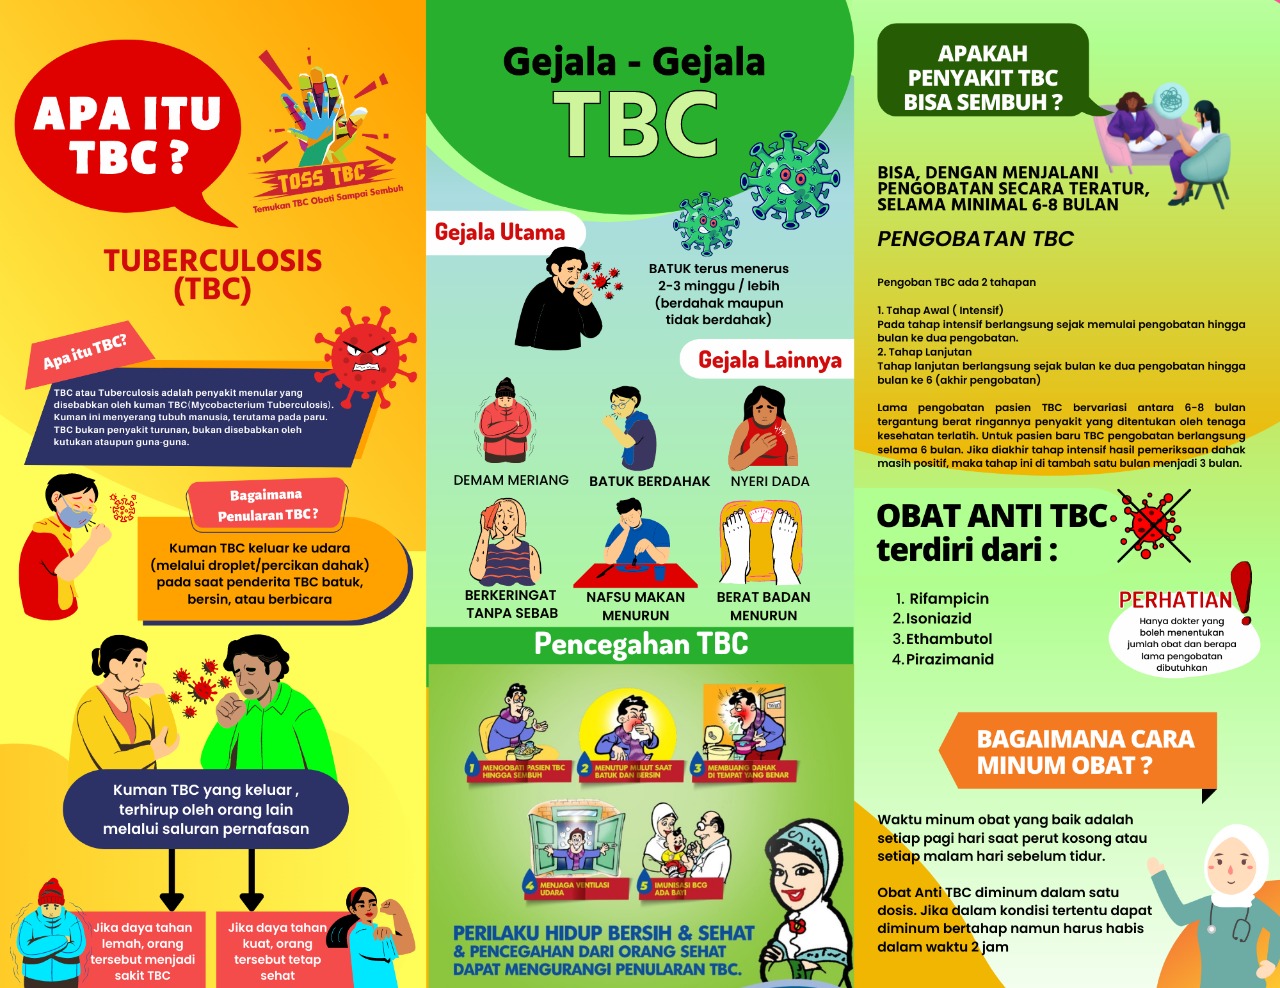 APA ITU
TBC ?
TOSS TBC
Temukan TBC Obati Sampai Sembuh
TUBERCULOSIS
(TBC)
Apa itu TBC?
TBC atau Tuberculosis adalah penyakit menular yang
disebabkan oleh kuman TBC(Mycobacterium Tuberculosis).
Kuman ini menyerang tubuh manusia, terutama pada paru.
TBC bukan penyakit turunan, bukan disebabkan oleh
kutukan ataupun guna-guna.
Bagaimana
Penularan TBC ?
Kuman TBC keluar ke udara
(melalui droplet/percikan dahak)
pada saat penderita TBC batuk,
bersin, atau berbicara
Kuman TBC yang keluar ,
terhirup oleh orang lain
melalui saluran pernafasan
Jika daya tahan
lemah, orang
tersebut menjadi
sakit TBC
Jika daya tahan
kuat, orang
tersebut tetap
sehat
Gejala - Gejala
TBC
Gejala Utama
BATUK terus menerus
2-3 minggu / lebih
(berdahak maupun
tidak berdahak)
Gejala Lainnya
DEMAM MERIANG
BATUK BERDAHAK
NYERI DADA
BERKERINGAT
TANPA SEBAB
NAFSU MAKAN
MENURUN
BERAT BADAN
MENURUN
Pencegahan TBC
1 MENGOBATI PASIEN TBC
HINGGA SEMBUH
2 MENUTUP MULUT SAAT
BATUK DAN BERSIN
3 MEMBUANG DAHAK
DI TEMPAT YANG BENAR
4 MENJAGA VENTILASI
UDARA
5 IMUNISASI BCG
ADA BAYI
PERILAKU HIDUP BERSIH & SEHAT
& PENCEGAHAN DARI ORANG SEHAT
DAPAT MENGURANGI PENULARAN TBC.
APAKAH
PENYAKIT TBC
BISA SEMBUH ?
BISA, DENGAN MENJALANI
PENGOBATAN SECARA TERATUR,
SELAMA MINIMAL 6-8 BULAN
PENGOBATAN TBC
Pengoban TBC ada 2 tahapan
1. Tahap Awal ( Intensif)
Pada tahap intensif berlangsung sejak memulai pengobatan hingga
bulan ke dua pengobatan.
2. Tahap Lanjutan
Tahap lanjutan berlangsung sejak bulan ke dua pengobatan hingga
bulan ke 6 (akhir pengobatan)
Lama pengobatan pasien TBC bervariasi antara 6-8 bulan
tergantung berat ringannya penyakit yang ditentukan oleh tenaga
kesehatan terlatih. Untuk pasien baru TBC pengobatan berlangsung
selama 6 bulan. Jika diakhir tahap intensif hasil pemeriksaan dahak
masih positif, maka tahap ini di tambah satu bulan menjadi 3 bulan.
OBAT ANTI TBC
terdiri dari :
1. Rifampicin
2. Isoniazid
3. Ethambutol
4. Pirazimanid
PERHATIAN !
Hanya dokter yang
boleh menentukan
jumlah obat dan berapa
lama pengobatan
dibutuhkan
BAGAIMANA CARA
MINUM OBAT ?
Waktu minum obat yang baik adalah
setiap pagi hari saat perut kosong atau
setiap malam hari sebelum tidur.
Obat Anti TBC diminum dalam satu
dosis. Jika dalam kondisi tertentu dapat
diminum bertahap namun harus habis
dalam waktu 2 jam